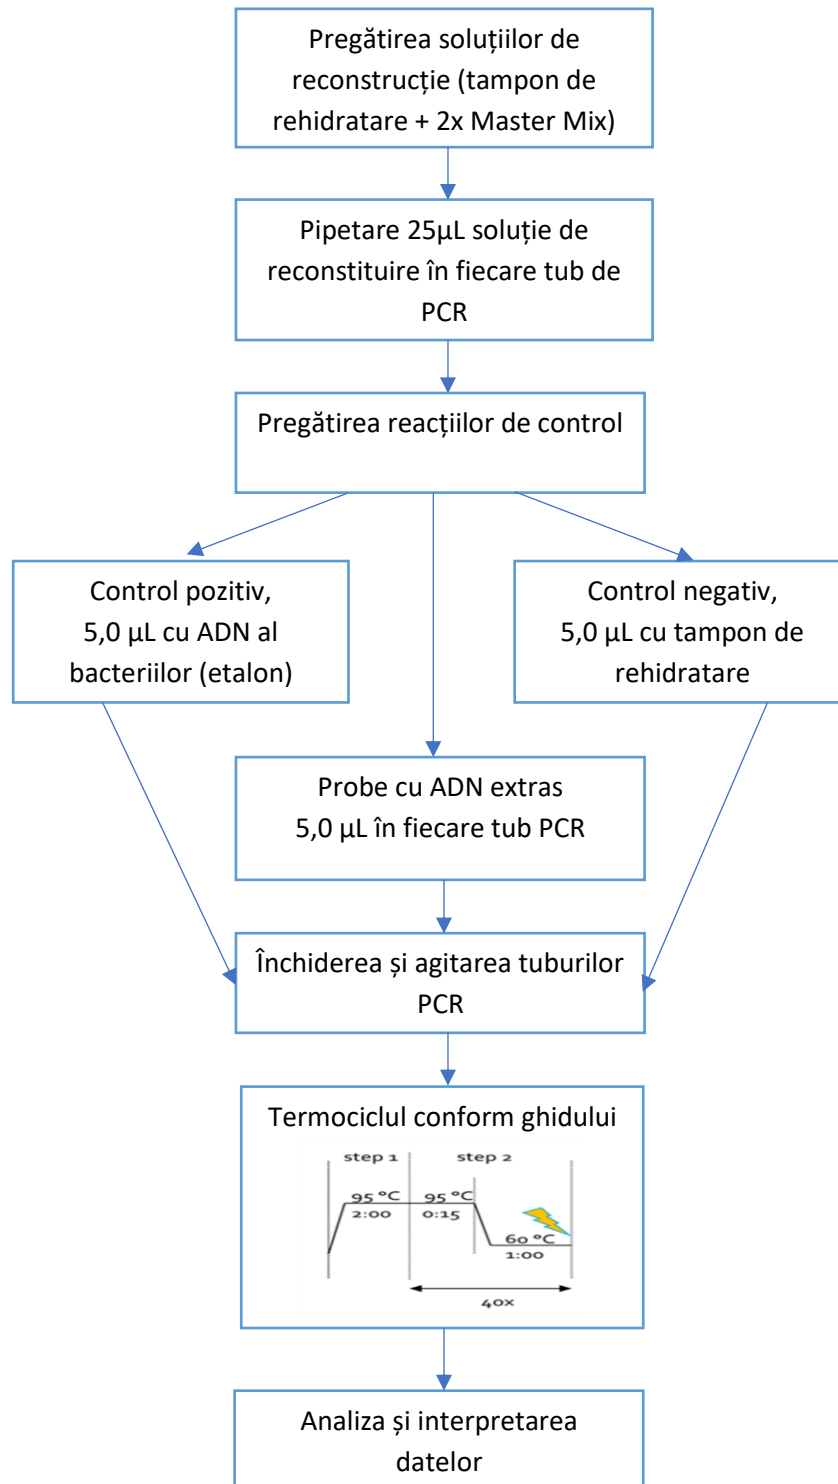 Pregătirea soluțiilor de
reconstrucție (tampon de
rehidratare + 2x Master Mix)
Pipetare 25µL soluție de
reconstituire în fiecare tub de
PCR
Pregătirea reacțiilor de control
Control pozitiv,
5,0 µL cu ADN al
bacteriilor (etalon)
Control negativ,
5,0 µL cu tampon de
rehidratare
Probe cu ADN extras
5,0 µL în fiecare tub PCR
Închiderea și agitarea tuburilor
PCR
Termociclul conform ghidului
step 1 step 2
95 °C 95 °C
2:00 0:15
60 °C
1:00
40x
Analiza și interpretarea
datelor